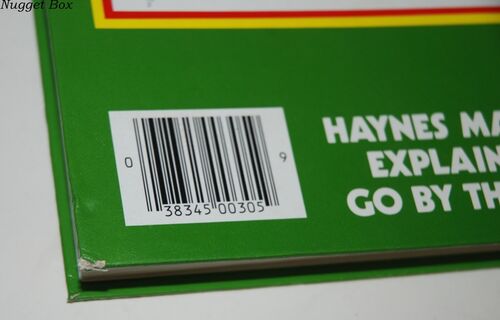 Nugget Box
HAYNES MA
EXPLAIN
GO BY TH
0 38345 00305 9